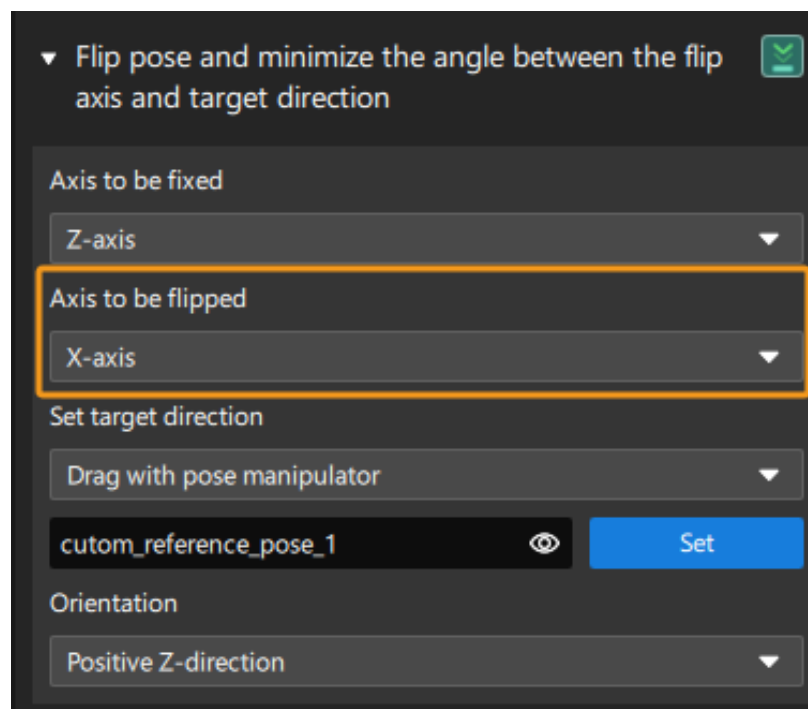 Flip pose and minimize the angle between the flip
axis and target direction
Axis to be fixed
Z-axis
Axis to be flipped
X-axis
Set target direction
Drag with pose manipulator
cutom_reference_pose_1
Set
Orientation
Positive Z-direction